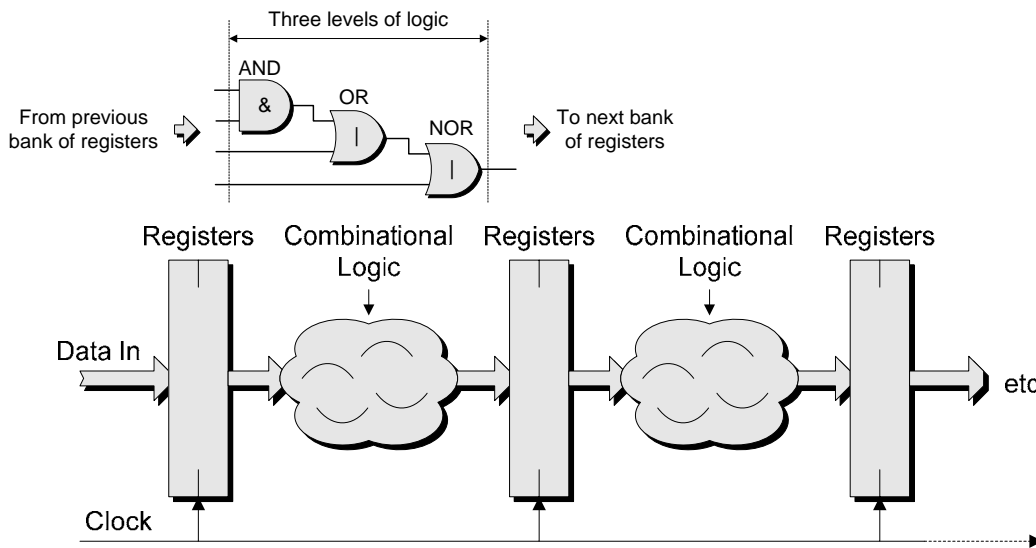 Three levels of logic
AND
&
OR
|
NOR
|
From previous
bank of registers
To next bank
of registers
Registers
Combinational
Logic
Registers
Combinational
Logic
Registers
Data In
etc
Clock